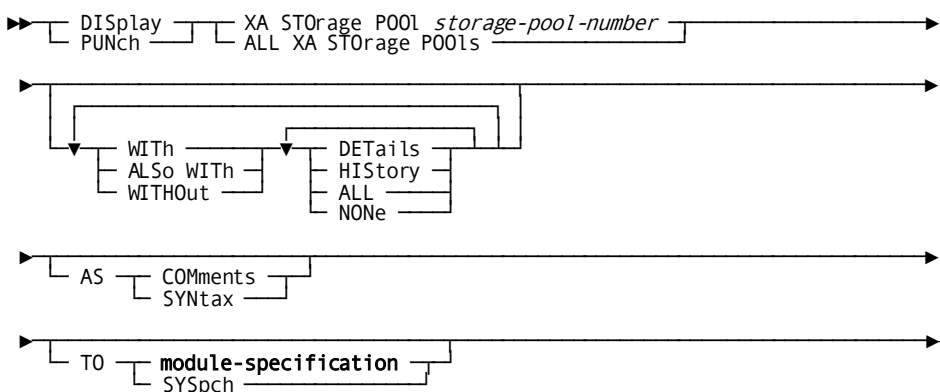 DISplay XA STOrage POOl storage-pool-number
PUNch ALL XA STOrage POOls
WITh DETails
ALSo WITh HIStory
WITHOut ALL
NONe
AS COMments
SYNtax
TO module-specification
SYSpch